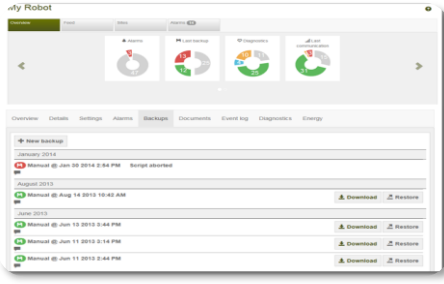 My Robot
Overview
Sites
Alarms
Alarms
Last backup
Diagnostics
Last communication
Overview Details Settings Alarms Backups Documents Event log Diagnostics Energy
+ New backup
January 2014
Manual @ Jan 30 2014 2:54 PM Script aborted
August 2013
Manual @ Aug 14 2013 10:42 AM
Download Restore
June 2013
Manual @ Jun 13 2013 3:44 PM
Download Restore
Manual @ Jun 11 2013 3:14 PM
Download Restore
Manual @ Jun 11 2013 2:44 PM
Download Restore